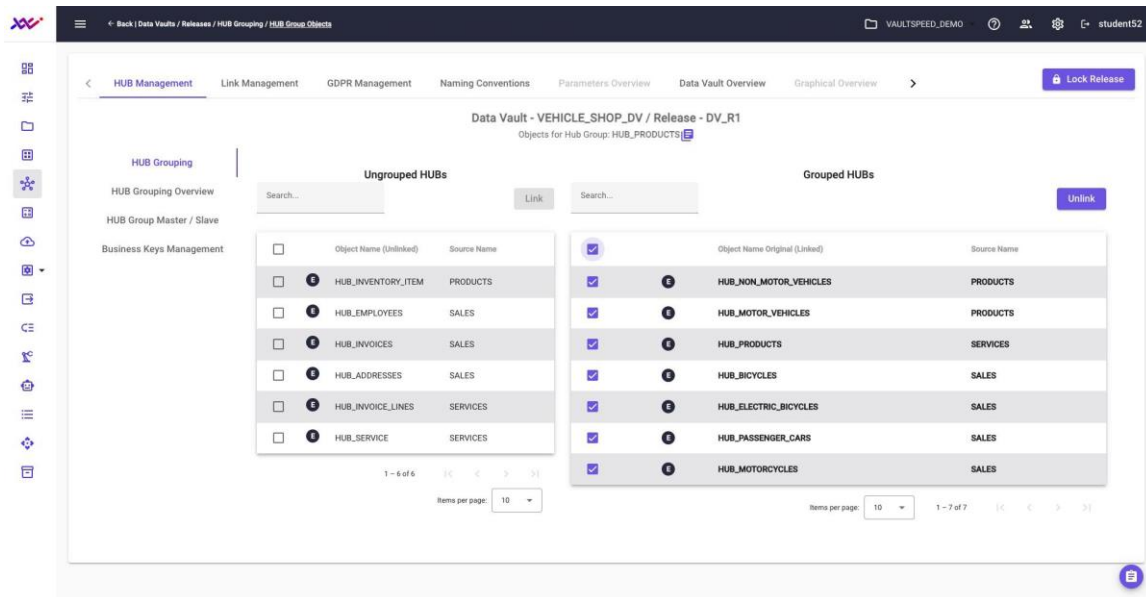 ← Back | Data Vaults / Releases / HUB Grouping / HUB Group Objects
VAULTSPEED_DEMO
student52
HUB Management
Link Management
GDPR Management
Naming Conventions
Parameters Overview
Data Vault Overview
Graphical Overview
Lock Release
Data Vault - VEHICLE_SHOP_DV / Release - DV_R1
Objects for Hub Group: HUB_PRODUCTS
HUB Grouping
HUB Grouping Overview
HUB Group Master / Slave
Business Keys Management
Ungrouped HUBs
Search...
Link
Object Name (Unlinked) Source Name
E HUB_INVENTORY_ITEM PRODUCTS
E HUB_EMPLOYEES SALES
E HUB_INVOICES SALES
E HUB_ADDRESSES SALES
E HUB_INVOICE_LINES SERVICES
E HUB_SERVICE SERVICES
1 – 6 of 6
Items per page: 10
Grouped HUBs
Search...
Unlink
Object Name Original (Linked) Source Name
E HUB_NON_MOTOR_VEHICLES PRODUCTS
E HUB_MOTOR_VEHICLES PRODUCTS
E HUB_PRODUCTS SERVICES
E HUB_BICYCLES SALES
E HUB_ELECTRIC_BICYCLES SALES
E HUB_PASSENGER_CARS SALES
E HUB_MOTORCYCLES SALES
Items per page: 10 1 – 7 of 7